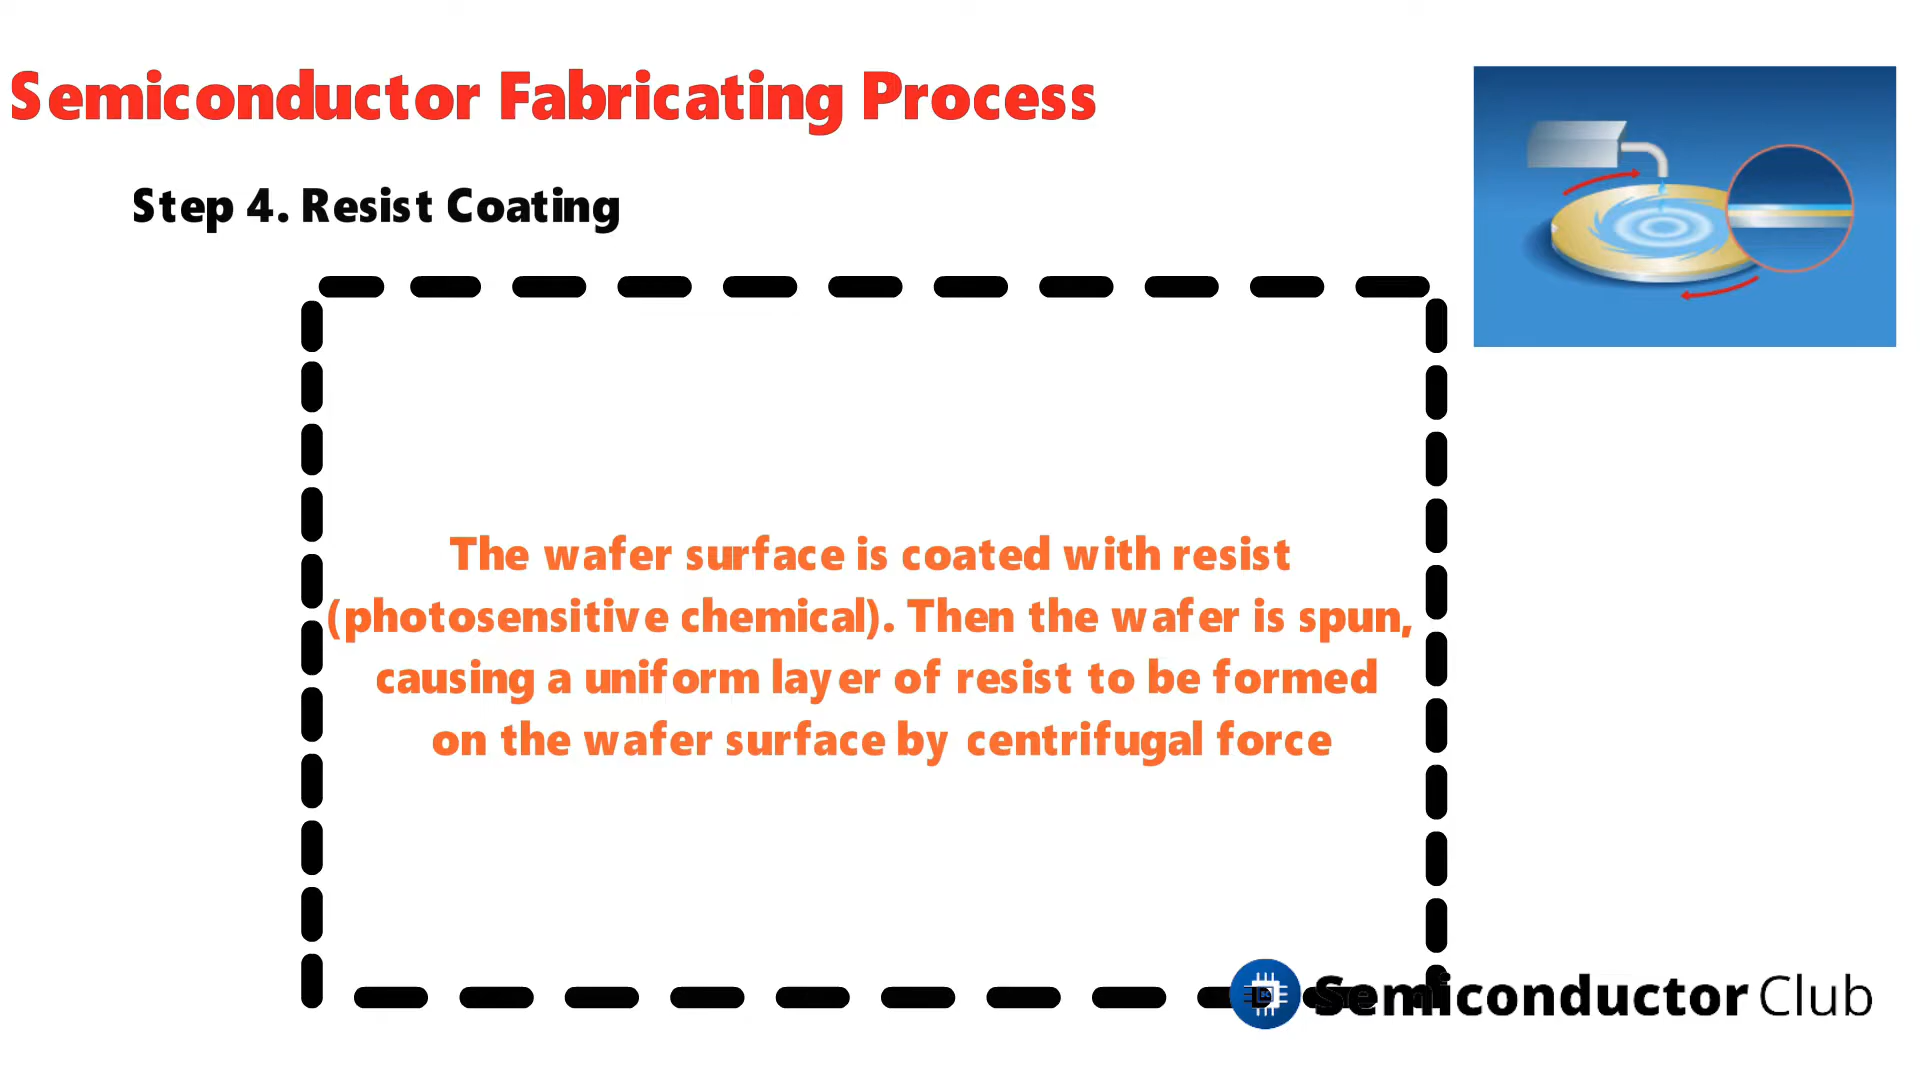 Semiconductor Fabricating Process
Step 4. Resist Coating
The wafer surface is coated with resist
(photosensitive chemical). Then the wafer is spun,
causing a uniform layer of resist to be formed
on the wafer surface by centrifugal force
Semiconductor Club